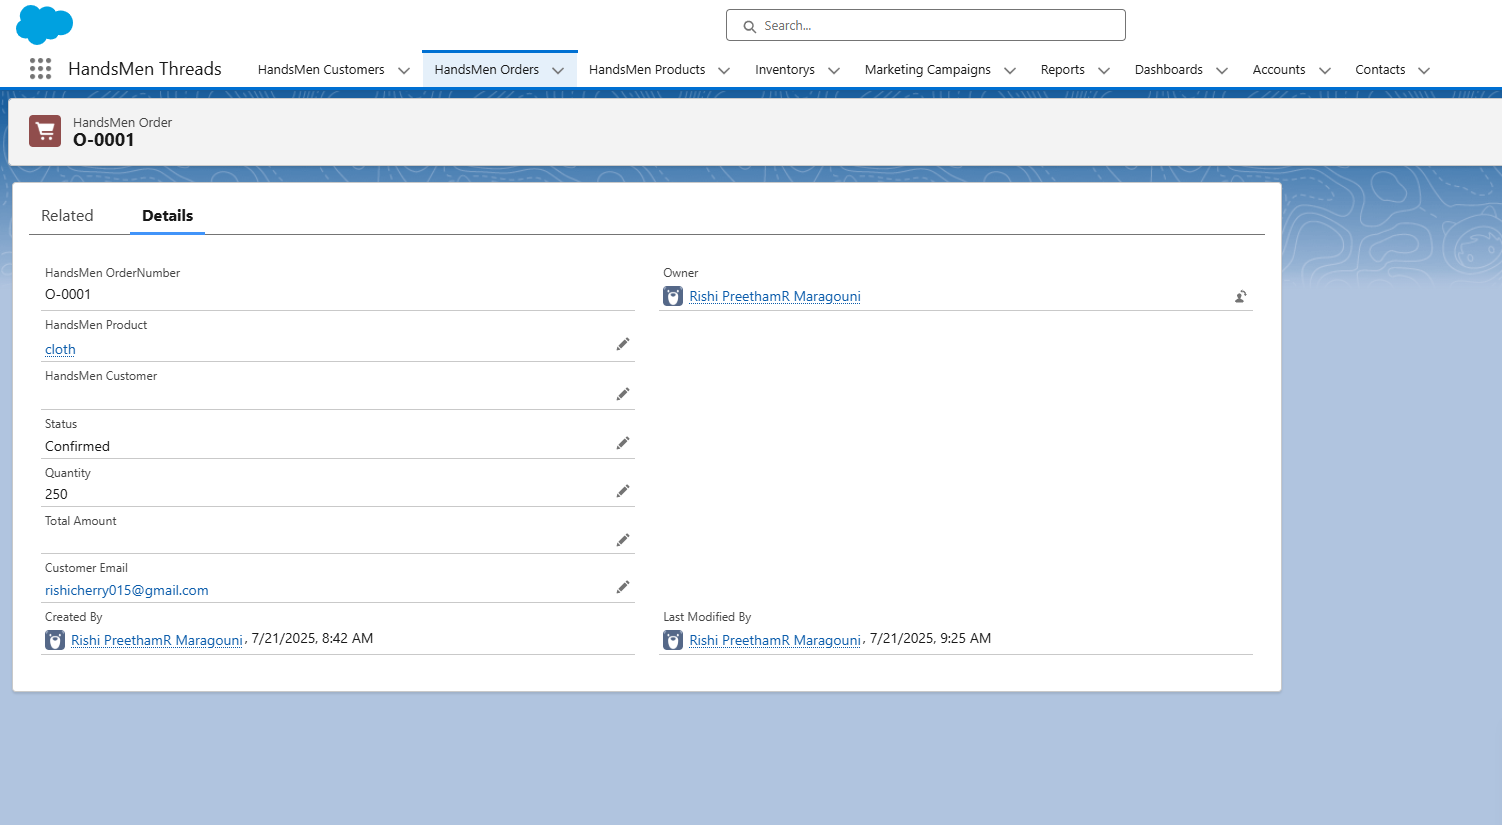 Search...
HandsMen Threads
HandsMen Customers
HandsMen Orders
HandsMen Products
Inventorys
Marketing Campaigns
Reports
Dashboards
Accounts
Contacts
HandsMen Order
O-0001
Related
Details
HandsMen OrderNumber
O-0001
Owner
Rishi PreethamR Maragouni
HandsMen Product
cloth
HandsMen Customer
Status
Confirmed
Quantity
250
Total Amount
Customer Email
rishicherry015@gmail.com
Created By
Rishi PreethamR Maragouni, 7/21/2025, 8:42 AM
Last Modified By
Rishi PreethamR Maragouni, 7/21/2025, 9:25 AM